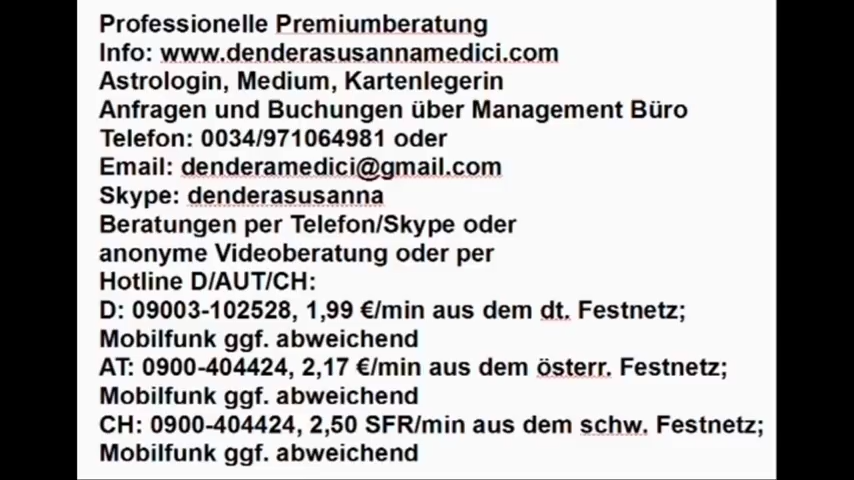 Professionelle Premiumberatung
Info: www.denderasusannamedici.com
Astrologin, Medium, Kartenlegerin
Anfragen und Buchungen über Management Büro
Telefon: 0034/971064981 oder
Email: denderamedici@gmail.com
Skype: denderasusanna
Beratungen per Telefon/Skype oder
anonyme Videoberatung oder per
Hotline D/AUT/CH:
D: 09003-102528, 1,99 €/min aus dem dt. Festnetz;
Mobilfunk ggf. abweichend
AT: 0900-404424, 2,17 €/min aus dem österr. Festnetz;
Mobilfunk ggf. abweichend
CH: 0900-404424, 2,50 SFR/min aus dem schw. Festnetz;
Mobilfunk ggf. abweichend